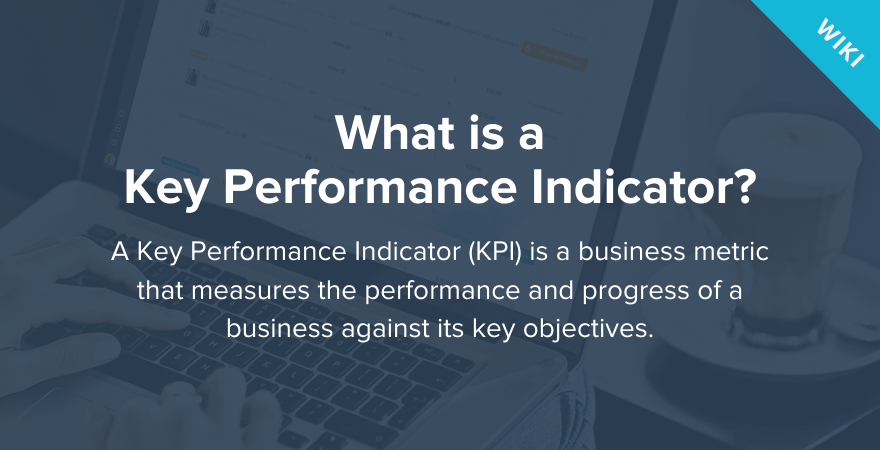 WIKI
What is a
Key Performance Indicator?
A Key Performance Indicator (KPI) is a business metric
that measures the performance and progress of a
business against its key objectives.